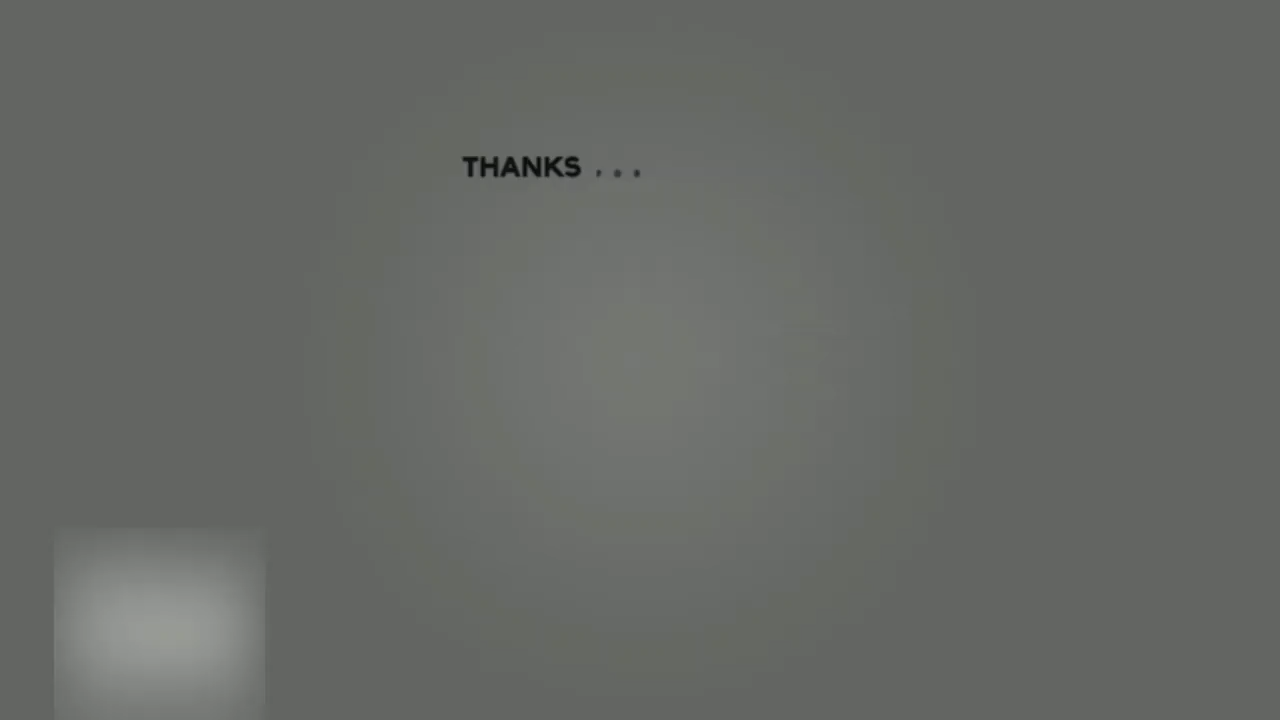 THANKS . . .